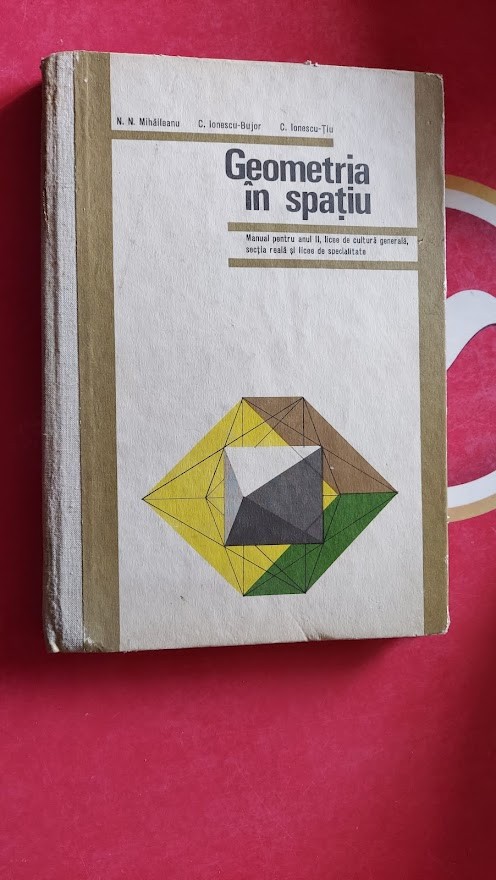 N. N. Mihăileanu C. Ionescu-Bujor C. Ionescu-Țiu
Geometria
în spațiu
Manual pentru anul II, licee de cultură generală,
secția reală și licee de specialitate